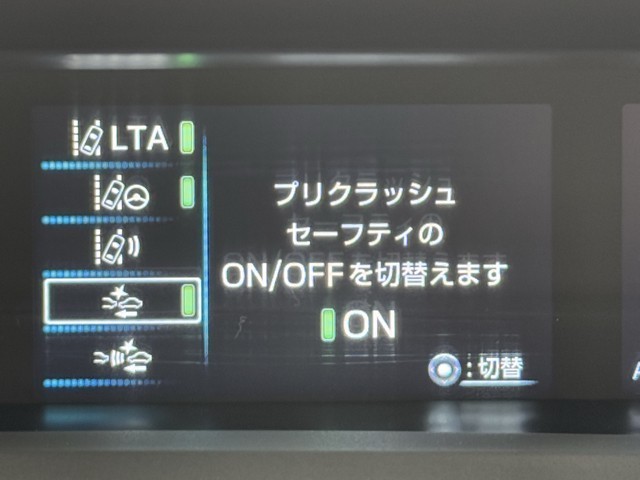 LTA
プリクラッシュ
セーフティの
ON/OFFを切替えます
ON
:切替